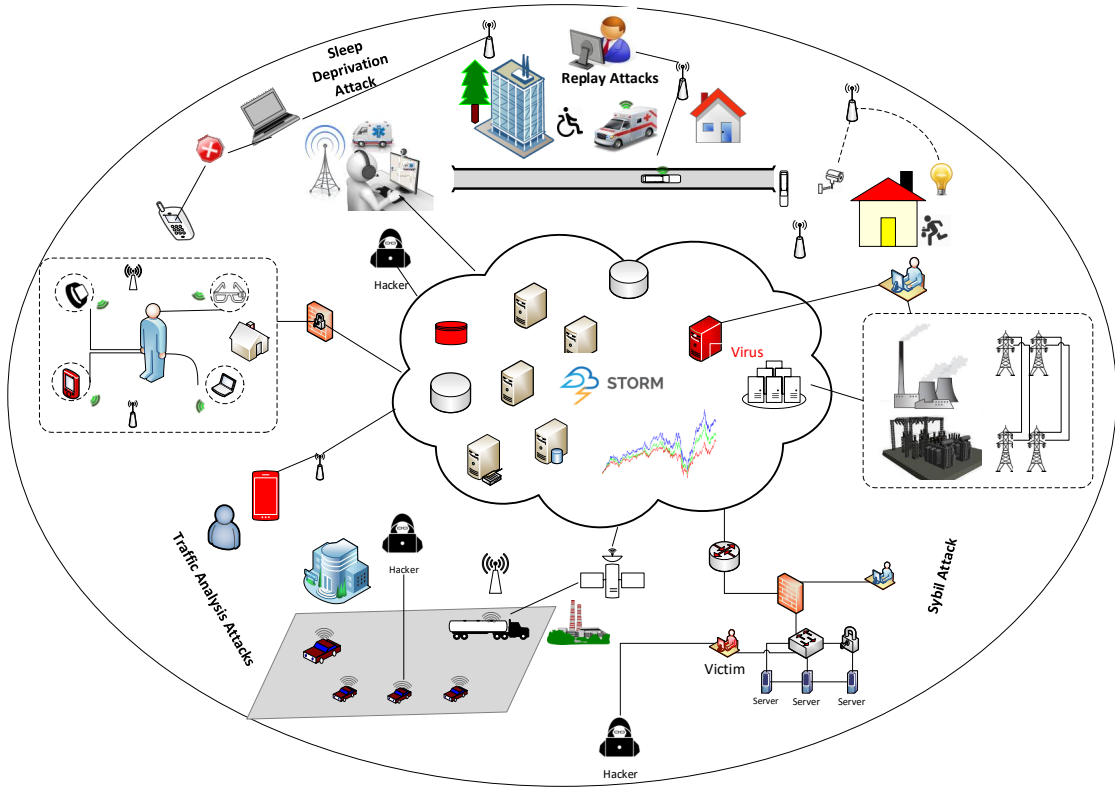 Sleep
Deprivation
Attack
Replay Attacks
Hacker
Virus
STORM
Hacker
Traffic Analysis Attacks
Sybil Attack
Victim
Server
Server
Server
Hacker